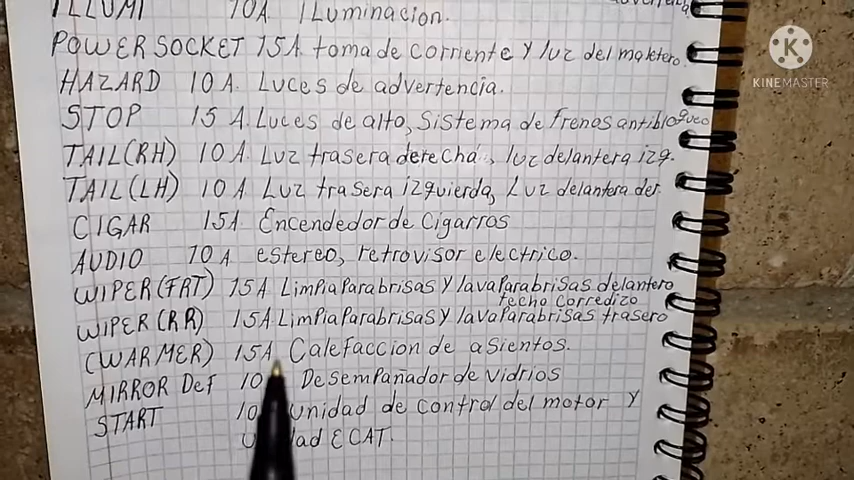 ILLUMI 10A ILuminacion.
POWER SOCKET 15A toma de corriente Y luz del maletero
HAZARD 10 A. Luces de advertencia.
STOP 15 A. Luces de alto, Sistema de frenos antibloqueo
TAIL(RH) 10 A. Luz trasera derecha, luz delantera izq.
TAIL(LH) 10 A. Luz trasera izquierda, Luz delantera der.
CIGAR 15A. Encendedor de Cigarros
AUDIO 10 A estereo, retrovisor electrico.
WIPER(FRT) 15A LimpiaParabrisas Y lavaParabrisas delantero
techo corredizo
WIPER(RR) 15A LimpiaParabrisas Y lavaParabrisas trasero
(WARMER) 15A Calefaccion de asientos.
MIRROR DeF 10 Desempañador de vidrios
START 10 unidad de control del motor Y
ECAT.
K
KINEMASTER